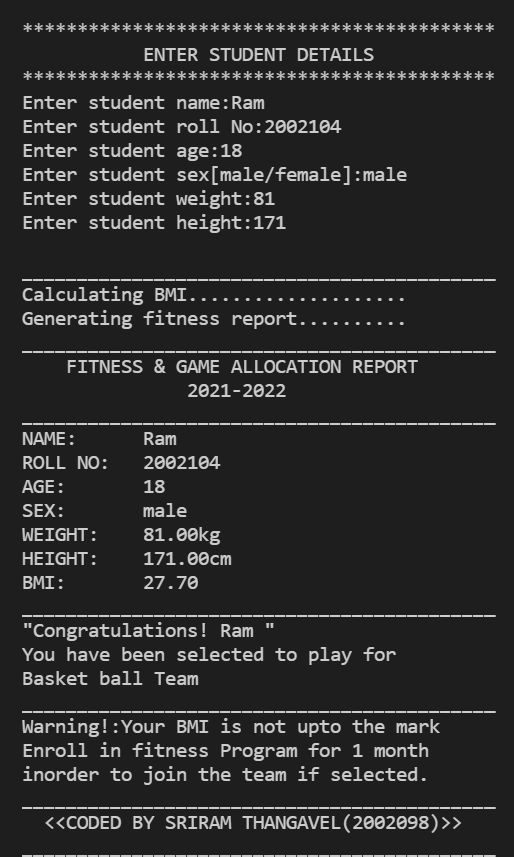 *******************************************
ENTER STUDENT DETAILS
*******************************************
Enter student name:Ram
Enter student roll No:2002104
Enter student age:18
Enter student sex[male/female]:male
Enter student weight:81
Enter student height:171
___________________________________________
Calculating BMI....................
Generating fitness report..........
___________________________________________
FITNESS & GAME ALLOCATION REPORT
2021-2022
___________________________________________
NAME: Ram
ROLL NO: 2002104
AGE: 18
SEX: male
WEIGHT: 81.00kg
HEIGHT: 171.00cm
BMI: 27.70
___________________________________________
"Congratulations! Ram "
You have been selected to play for
Basket ball Team
___________________________________________
Warning!:Your BMI is not upto the mark
Enroll in fitness Program for 1 month
inorder to join the team if selected.
___________________________________________
<<CODED BY SRIRAM THANGAVEL(2002098)>>
___________________________________________